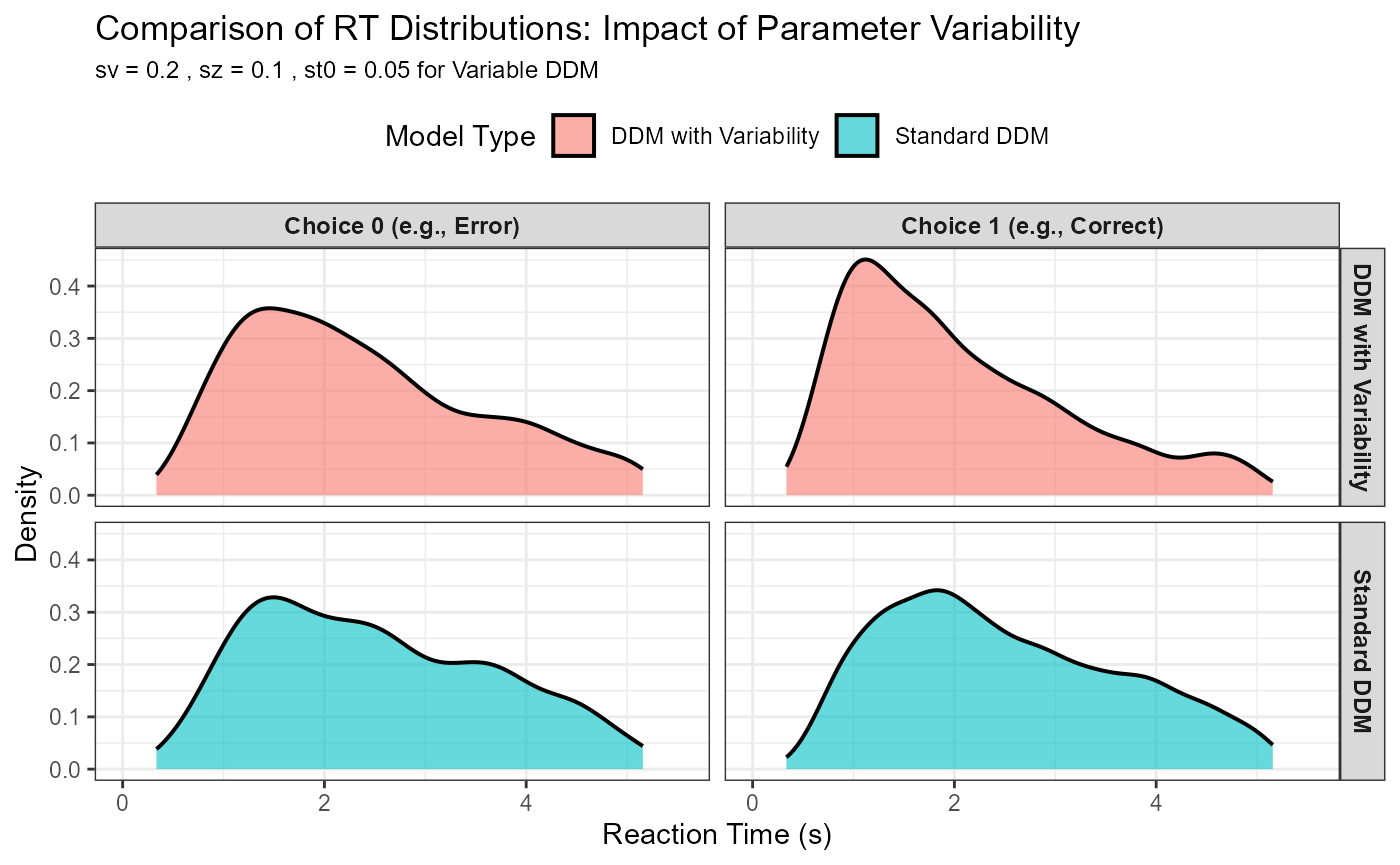 Comparison of RT Distributions: Impact of Parameter Variability
sv = 0.2 , sz = 0.1 , st0 = 0.05 for Variable DDM
Model Type DDM with Variability Standard DDM
Choice 0 (e.g., Error) Choice 1 (e.g., Correct)
0.4
0.3
0.2
0.1
0.0
DDM with Variability
Density
0.4
0.3
0.2
0.1
0.0
Standard DDM
0 2 4 0 2 4
Reaction Time (s)